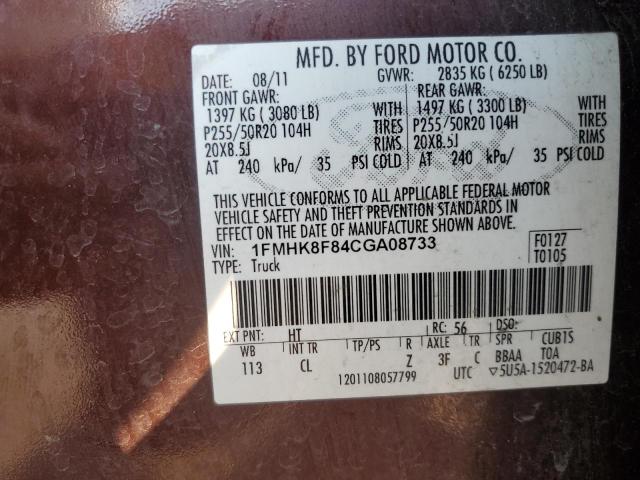 MFD. BY FORD MOTOR CO.
DATE: 08/11 GVWR: 2835 KG ( 6250 LB)
FRONT GAWR: REAR GAWR:
1397 KG ( 3080 LB) WITH 1497 KG ( 3300 LB) WITH
P255/50R20 104H TIRES P255/50R20 104H TIRES
20X8.5J RIMS 20X8.5J RIMS
AT 240 kPa/ 35 PSI COLD AT 240 kPa/ 35 PSI COLD
THIS VEHICLE CONFORMS TO ALL APPLICABLE FEDERAL MOTOR
VEHICLE SAFETY AND THEFT PREVENTION STANDARDS IN
EFFECT ON THE DATE OF MANUFACTURE SHOWN ABOVE.
VIN: 1FMHK8F84CGA08733 F0127
TYPE: Truck T0105
EXT PNT: HT RC: 56 DSO:
WB INT TR TP/PS R AXLE TR SPR CUBTS
113 CL Z 3F C BBAA TOA
1201108057799 UTC ▽5U5A-1520472-BA